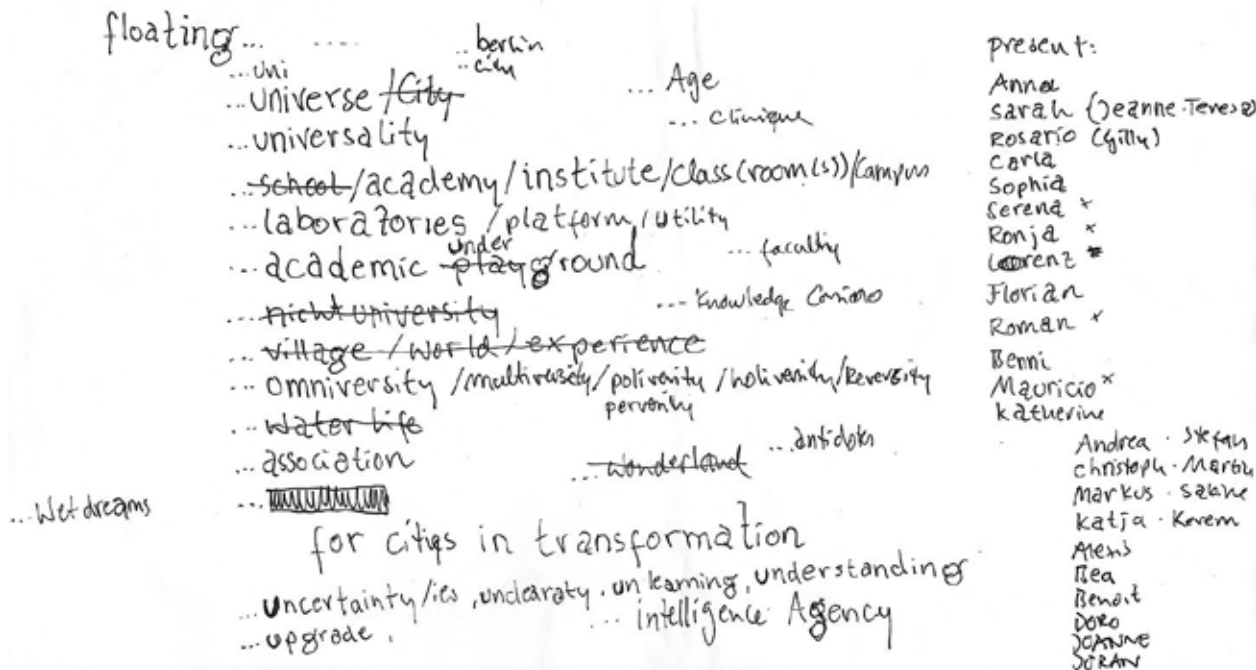 floating... .... ...berlin
...uni ...city
...universe /City ... Age
...universality ... clinique
...school/academy/institute/class(room(s))/Campus
...laboratories /platform/utility
under
...academic playground ...faculty
...nicht university ...Knowledge
...village /world/experience
...omniversity /multiversity/poliversity /holiversity/Reversity
perversity
...water life
...association ...wonderland ...antidoks
...Wet dreams ...
for cities in transformation
...uncertainty/ies, unclearaty, un learning, understanding
...upgrade, ... intelligence Agency
present:
Anna
Sarah (Jeanne-Teresa)
Rosario (Gilly)
Carla
Sophia
Serena x
Ronja x
Lorenz x
Florian
Roman x
Benni
Mauricio x
Katherine
Andrea · Stefan
Christoph · Martin
Markus · Sabine
Katja · Kerem
Alexis
Bea
Benoit
DORO
JOANNE
JÖRAN